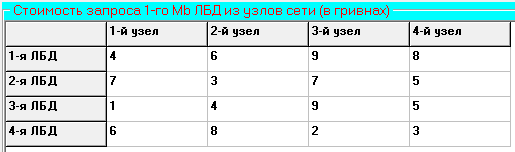 Стоимость запроса 1-го Mb ЛБД из узлов сети (в гривнах)
1-й узел 2-й узел 3-й узел 4-й узел
1-я ЛБД 4 6 9 8
2-я ЛБД 7 3 7 5
3-я ЛБД 1 4 9 5
4-я ЛБД 6 8 2 3